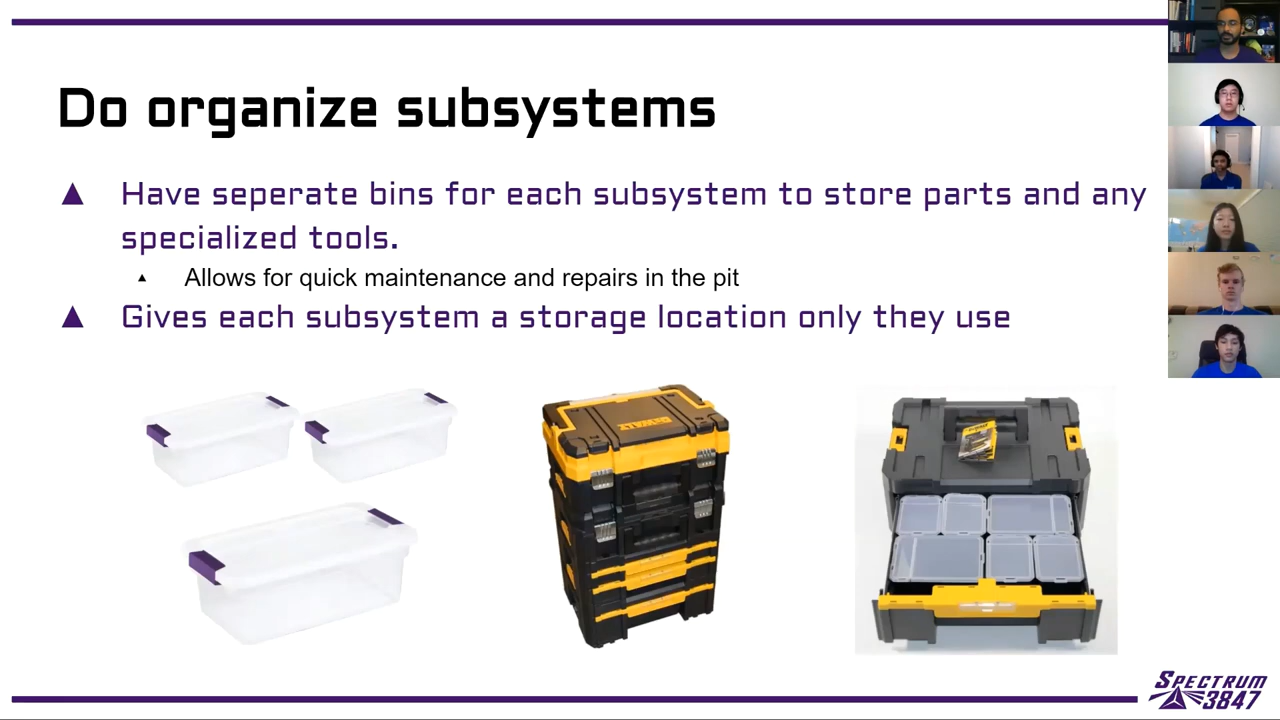 Do organize subsystems
▲ Have seperate bins for each subsystem to store parts and any
specialized tools.
▲ Allows for quick maintenance and repairs in the pit
▲ Gives each subsystem a storage location only they use
DEWALT
SPECTRUM
3847